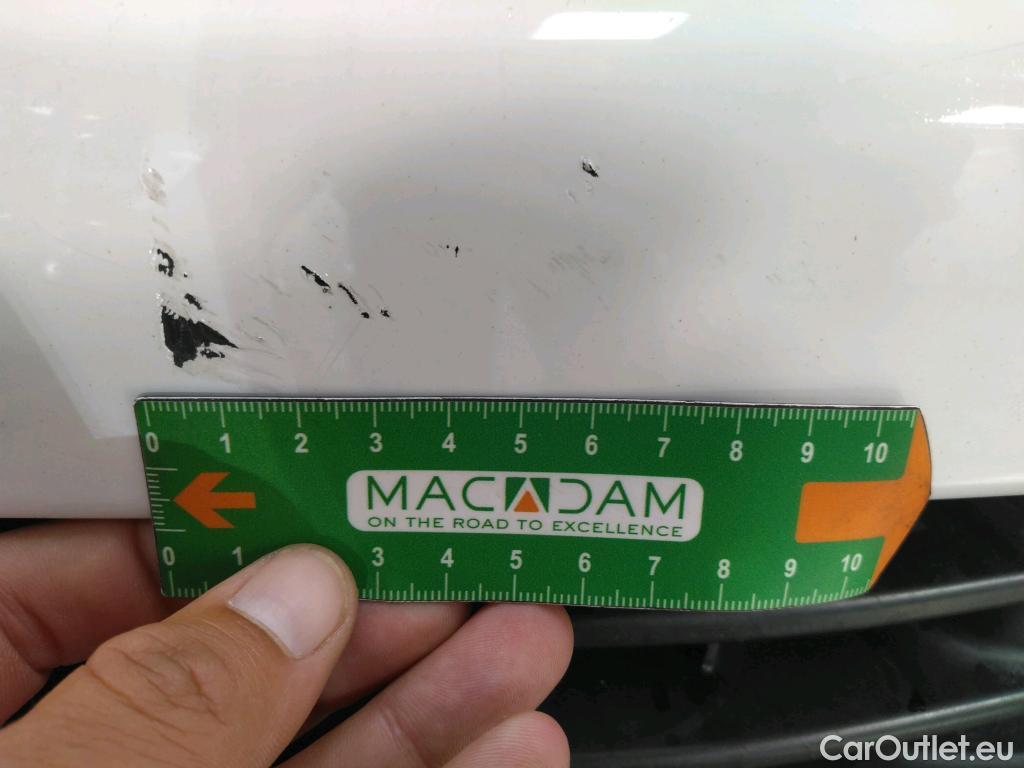 0 1 2 3 4 5 6 7 8 9 10
MACADAM
ON THE ROAD TO EXCELLENCE
0 1 3 4 5 6 7 8 9 10
CarOutlet.eu